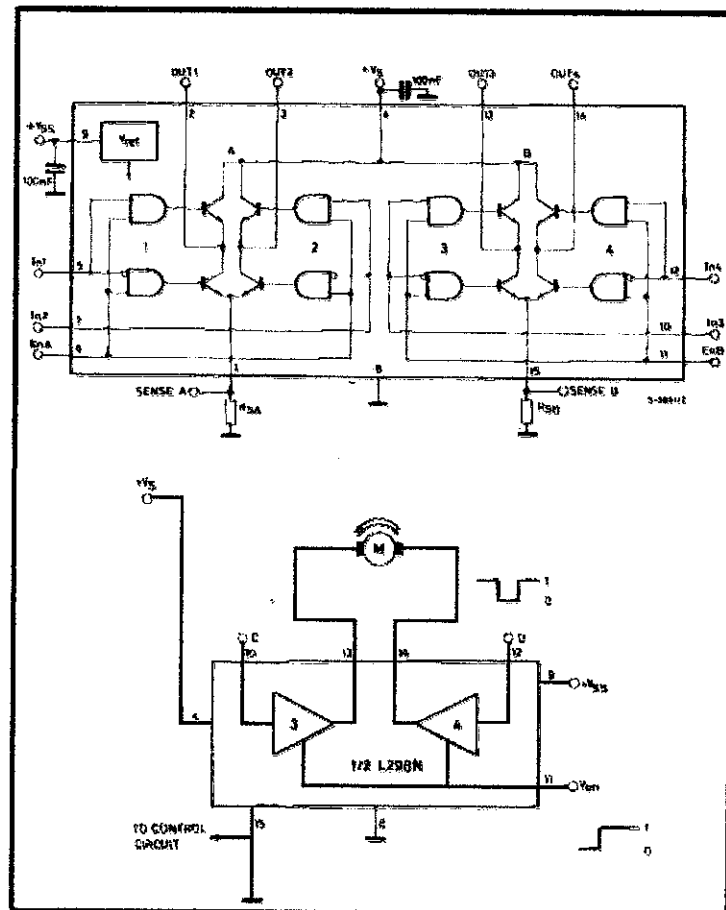 OUT1
OUT2
+Vs
100nF
OUT3
OUT4
2
3
4
13
14
+Vss
9
Vref
100nF
A
B
1
2
3
4
In1
5
12
In4
In2
7
10
In3
EnA
6
11
EnB
1
8
15
SENSE A
RSA
SENSE B
RSB
+Vs
M
1
0
C
10
13
14
D
12
9
+Vss
4
3
4
1/2 L298N
11
Ven
15
8
TO CONTROL
CIRCUIT
1
0